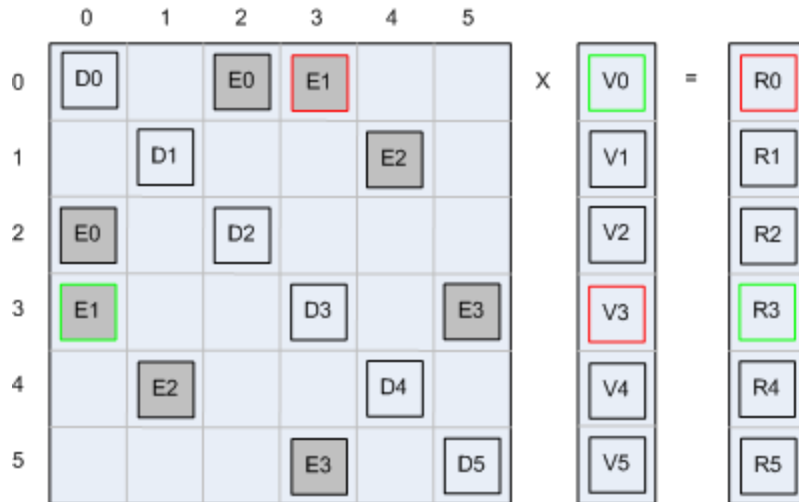 0 1 2 3 4 5
0 D0 E0 E1 X V0 = R0
1 D1 E2 V1 R1
2 E0 D2 V2 R2
3 E1 D3 E3 V3 R3
4 E2 D4 V4 R4
5 E3 D5 V5 R5